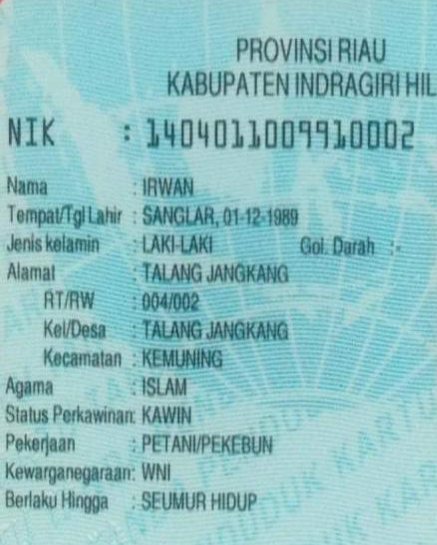 PROVINSI RIAU
KABUPATEN INDRAGIRI HIL
NIK : 1404011009910002
Nama : IRWAN
Tempat/Tgl Lahir : SANGLAR, 01-12-1989
Jenis kelamin : LAKI-LAKI Gol. Darah :-
Alamat : TALANG JANGKANG
RT/RW : 004/002
Kel/Desa : TALANG JANGKANG
Kecamatan : KEMUNING
Agama : ISLAM
Status Perkawinan: KAWIN
Pekerjaan : PETANI/PEKEBUN
Kewarganegaraan: WNI
Berlaku Hingga : SEUMUR HIDUP